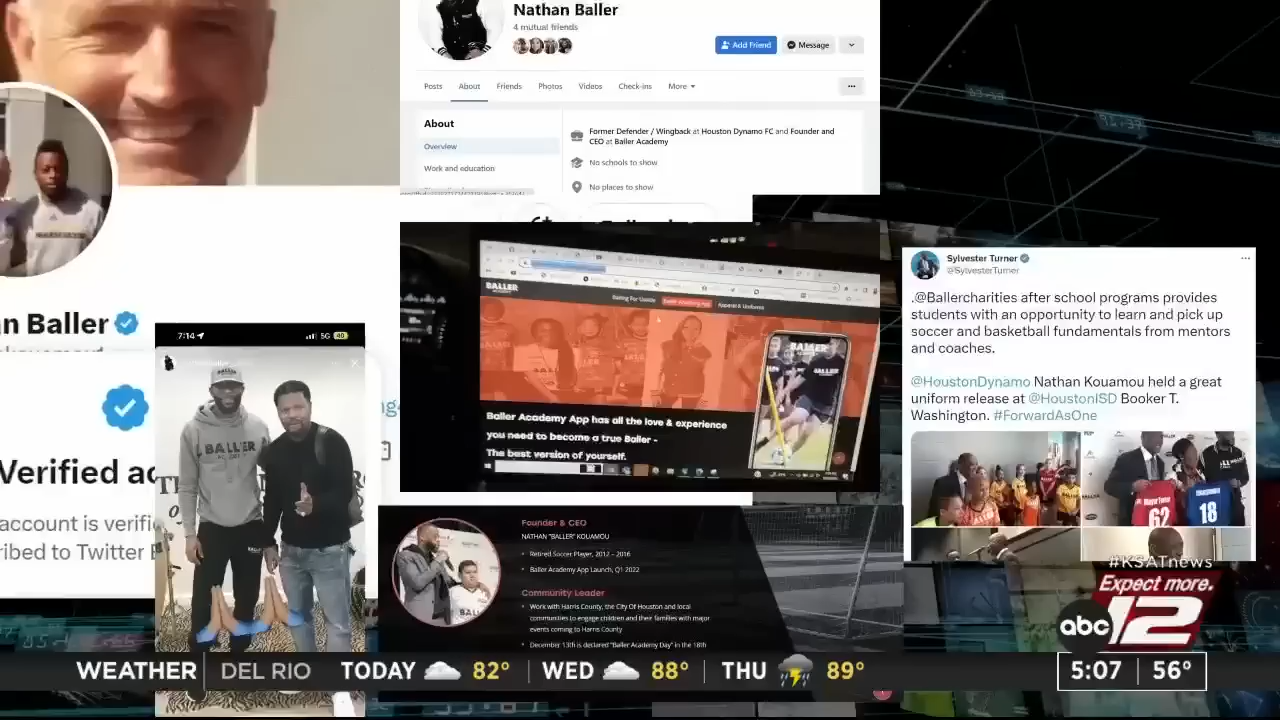 Nathan Baller
4 mutual friends
Add Friend
Message
Posts
About
Friends
Photos
Videos
Check-ins
More
About
Overview
Work and education
Former Defender / Wingback at Houston Dynamo FC and Founder and
CEO at Baller Academy
No schools to show
No places to show
n Baller
Verified ac
account is verifi
ribed to Twitter B
7:14
5G
BALLER
BALLER
Baller Academy App
Apparel & Uniforms
BALLER
Baller Academy App has all the love & experience
you need to become a true Baller -
The best version of yourself.
Founder & CEO
NATHAN "BALLER" KOUAMOU
• Retired Soccer Player, 2012 – 2016
• Baller Academy App Launch, Q1 2022
Community Leader
• Work with Harris County, the City Of Houston and local
communities to engage children and their families with major
events coming to Harris County
• December 13th is declared "Baller Academy Day" in the 18th
Sylvester Turner
@SylvesterTurner
.@Ballercharities after school programs provides
students with an opportunity to learn and pick up
soccer and basketball fundamentals from mentors
and coaches.
@HoustonDynamo Nathan Kouamou held a great
uniform release at @HoustonISD Booker T.
Washington. #ForwardAsOne
62
18
#KSATnews
Expect more.
abc 12
WEATHER
DEL RIO
TODAY 82°
WED 88°
THU 89°
5:07 56°